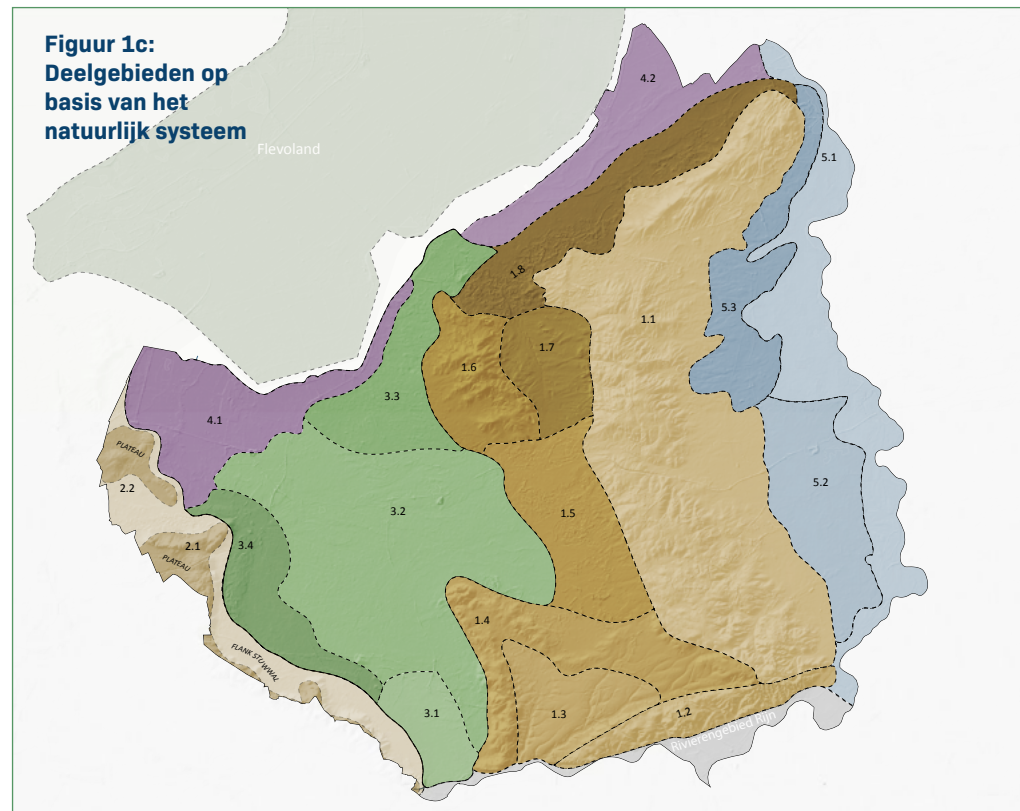 Figuur 1c:
Deelgebieden op
basis van het
natuurlijk systeem
Flevoland
4.2
5.1
1.8
5.3
1.1
1.7
1.6
3.3
4.1
PLATEAU
2.2
5.2
3.2
1.5
2.1
3.4
PLATEAU
1.4
FLANK STUWWAL
3.1
1.3
1.2
Rivierengebied Rijn